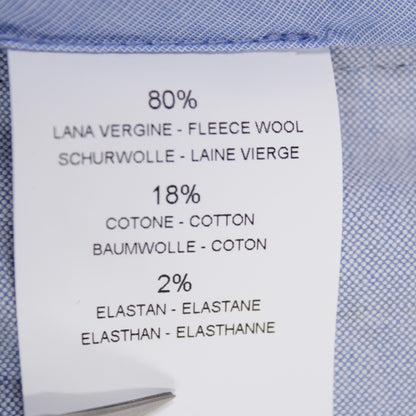 80%
LANA VERGINE - FLEECE WOOL
SCHURWOLLE - LAINE VIERGE
18%
COTONE - COTTON
BAUMWOLLE - COTON
2%
ELASTAN - ELASTANE
ELASTHAN - ELASTHANNE